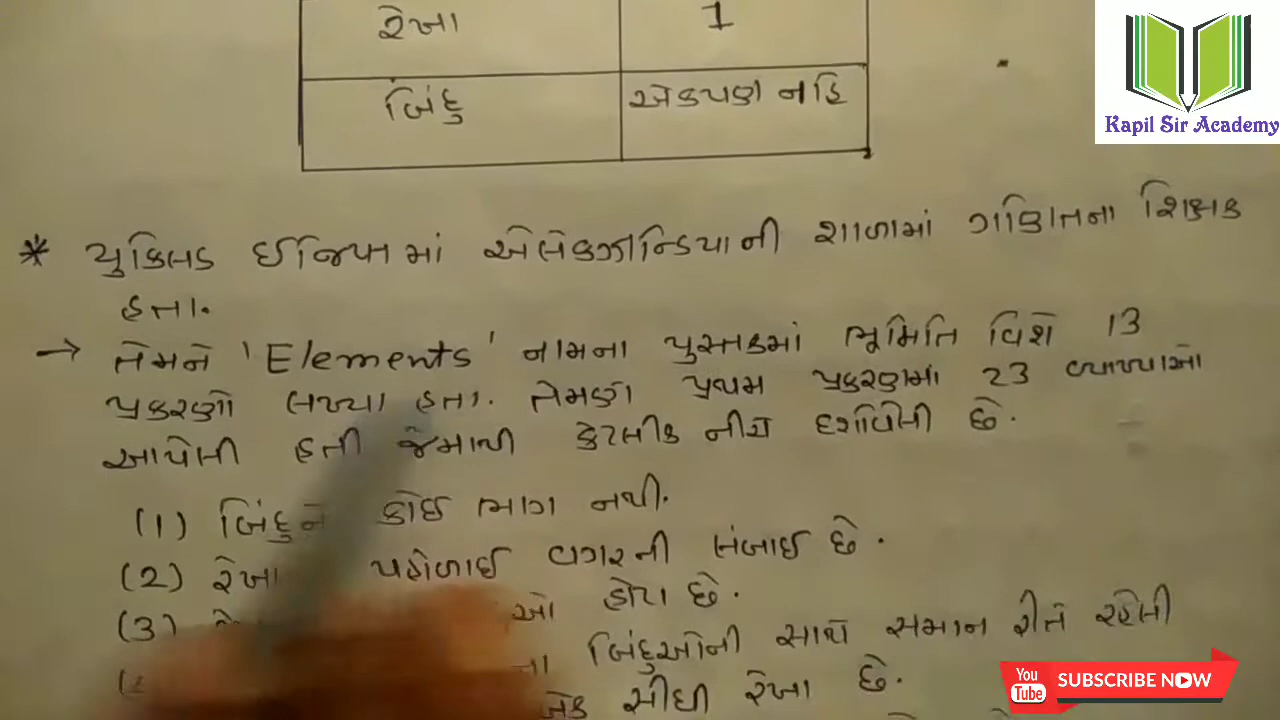 રેખા 1
બિંદુ એકપણ નહિ
Kapil Sir Academy
* યુક્લિડ ઈજિપ્તમાં એલેક્ઝાન્ડ્રિયાની શાળામાં ગણિતના શિક્ષક
હતા.
→ તેમને 'Elements' નામના પુસ્તકમાં ભૂમિતિ વિશે 13
પ્રકરણો લખ્યા હતા. તેમણે પ્રથમ પ્રકરણમાં 23 વ્યાખ્યાઓ
આપેલી હતી જેમાથી કેટલીક નીચે દર્શાવેલી છે.
(1) બિંદુને કોઈ ભાગ નથી.
(2) રેખા પહોળાઈ વગરની લંબાઈ છે.
(3) હોય છે.
બિંદુઓની સાથે સમાન રીતે રહેલી
સીધી રેખા છે.
You Tube SUBSCRIBE NOW